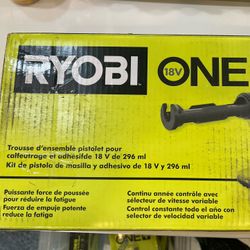 RYOBI ONE
18V
Trousse d'ensemble pistolet pour
calfeutrage et adhésifde 18 V de 296 ml
Kit de pistola de masilla y adhesivo de 18 V y 296 ml
Puissante force de poussée
pour réduire la fatigue
Fuerza de empuje potente
reduce la fatiga
Continu année contrôle avec
sélecteur de vitesse variable
Control constante todo el año con
selector de velocidad variable